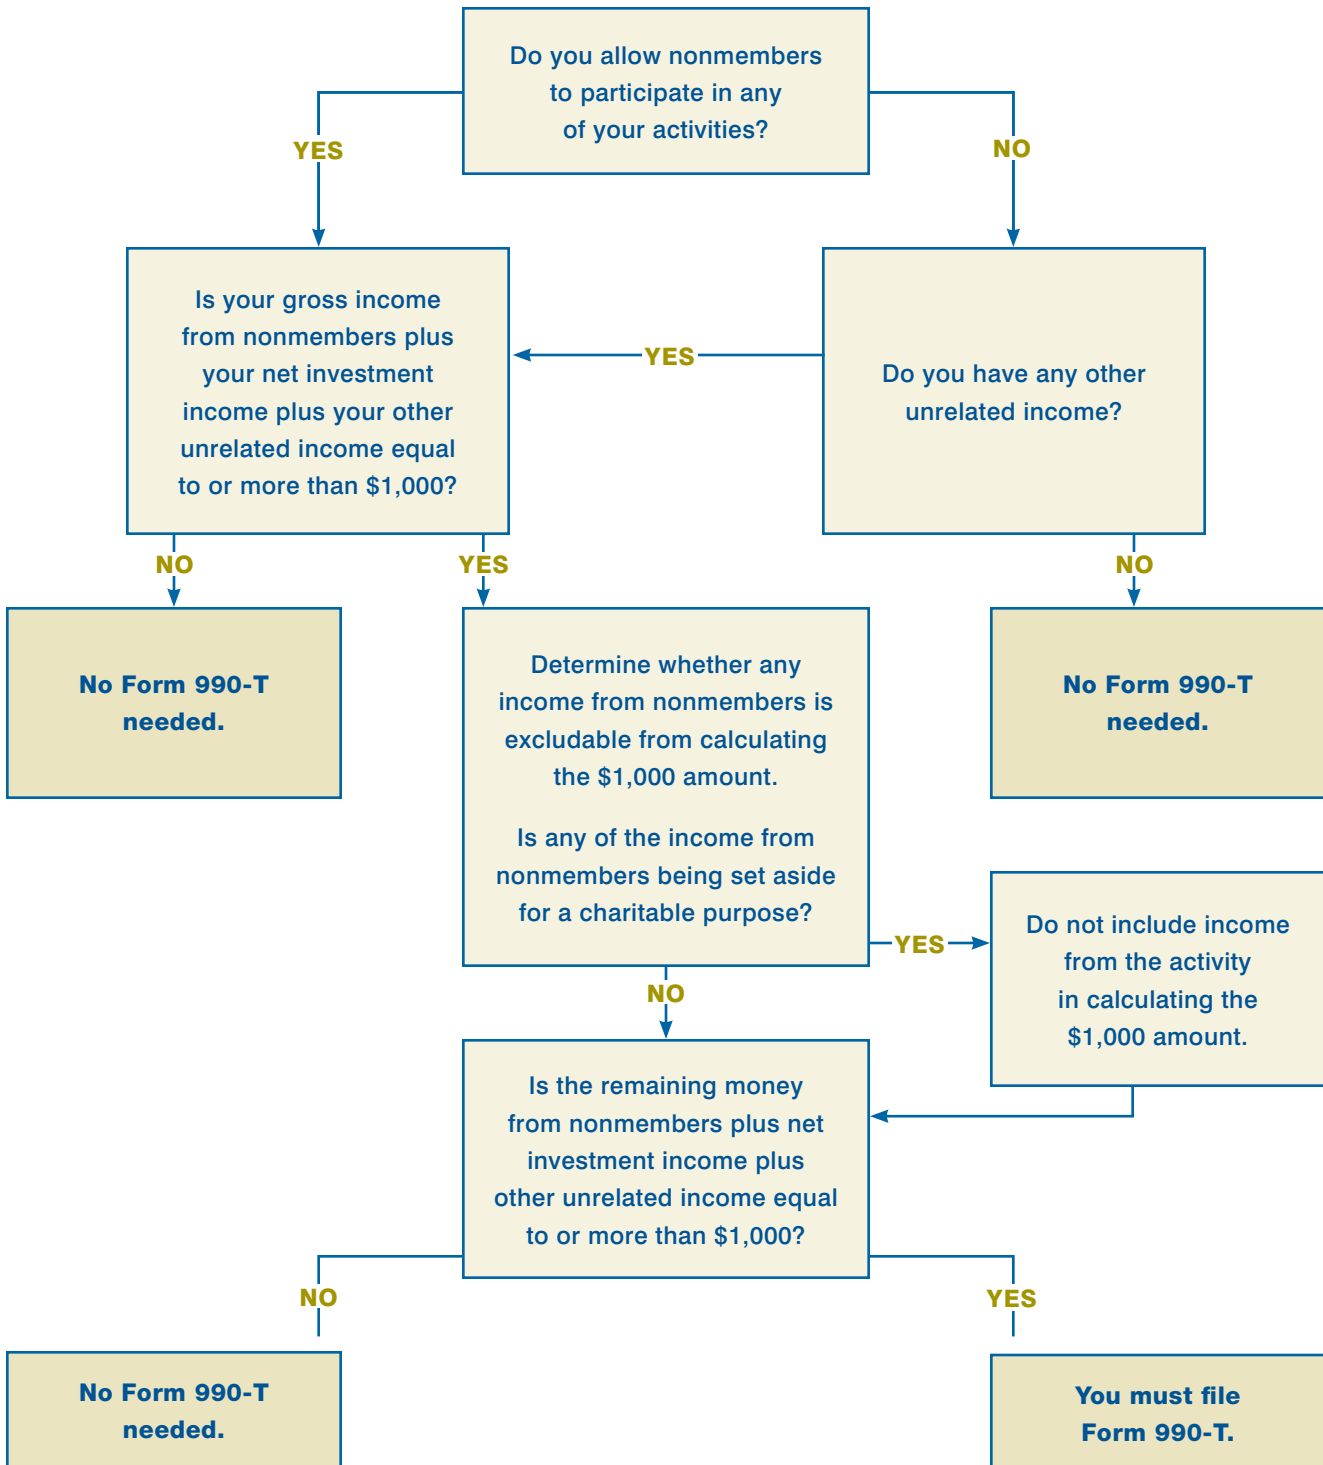 Do you allow nonmembers
to participate in any
of your activities?
YES
NO
Is your gross income
from nonmembers plus
your net investment
income plus your other
unrelated income equal
to or more than $1,000?
YES
Do you have any other
unrelated income?
NO
YES
NO
No Form 990-T
needed.
Determine whether any
income from nonmembers is
excludable from calculating
the $1,000 amount.
Is any of the income from
nonmembers being set aside
for a charitable purpose?
No Form 990-T
needed.
YES
Do not include income
from the activity
in calculating the
$1,000 amount.
NO
Is the remaining money
from nonmembers plus net
investment income plus
other unrelated income equal
to or more than $1,000?
NO
YES
No Form 990-T
needed.
You must file
Form 990-T.